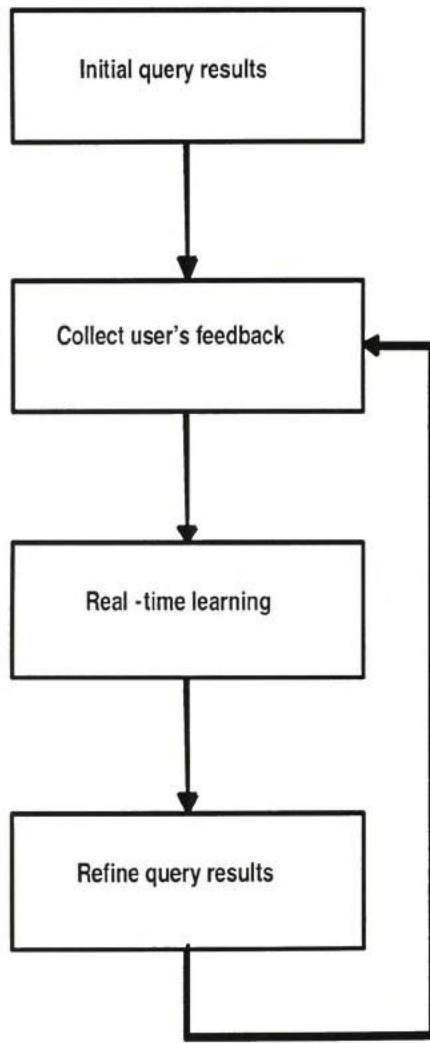 Initial query results
Collect user's feedback
Real -time learning
Refine query results